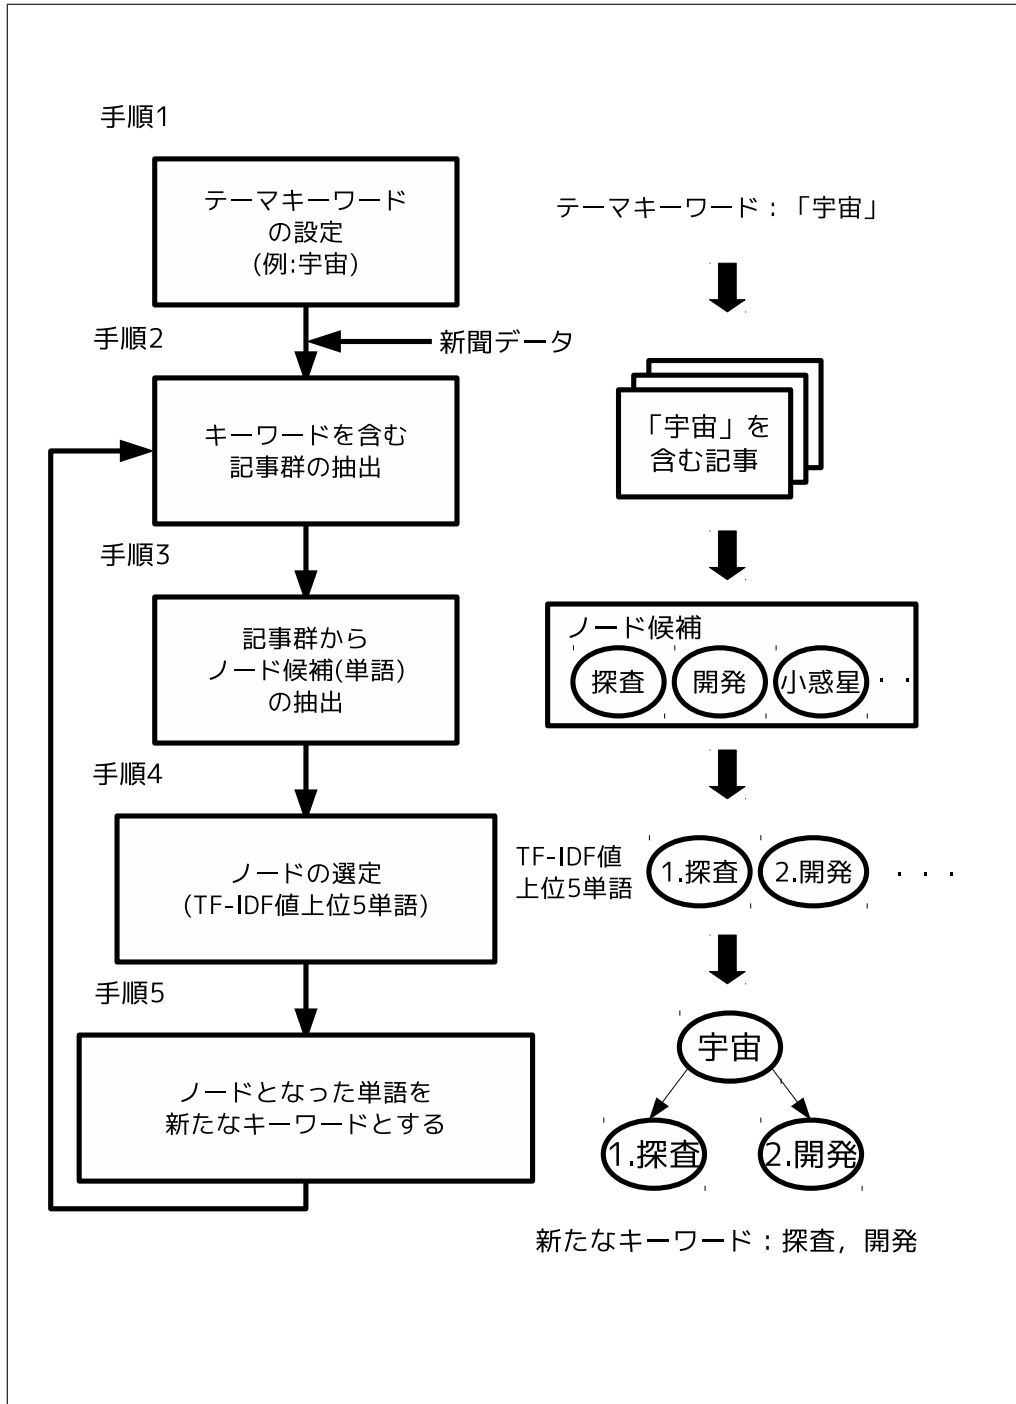 手順1
テーマキーワード
の設定
(例:宇宙)
手順2
新聞データ
キーワードを含む
記事群の抽出
手順3
記事群から
ノード候補(単語)
の抽出
手順4
ノードの選定
(TF-IDF値上位5単語)
手順5
ノードとなった単語を
新たなキーワードとする
テーマキーワード:「宇宙」
「宇宙」を
含む記事
ノード候補
探査 開発 小惑星 ・・
TF-IDF値
上位5単語
1.探査 2.開発 ・・・
宇宙
1.探査 2.開発
新たなキーワード:探査, 開発